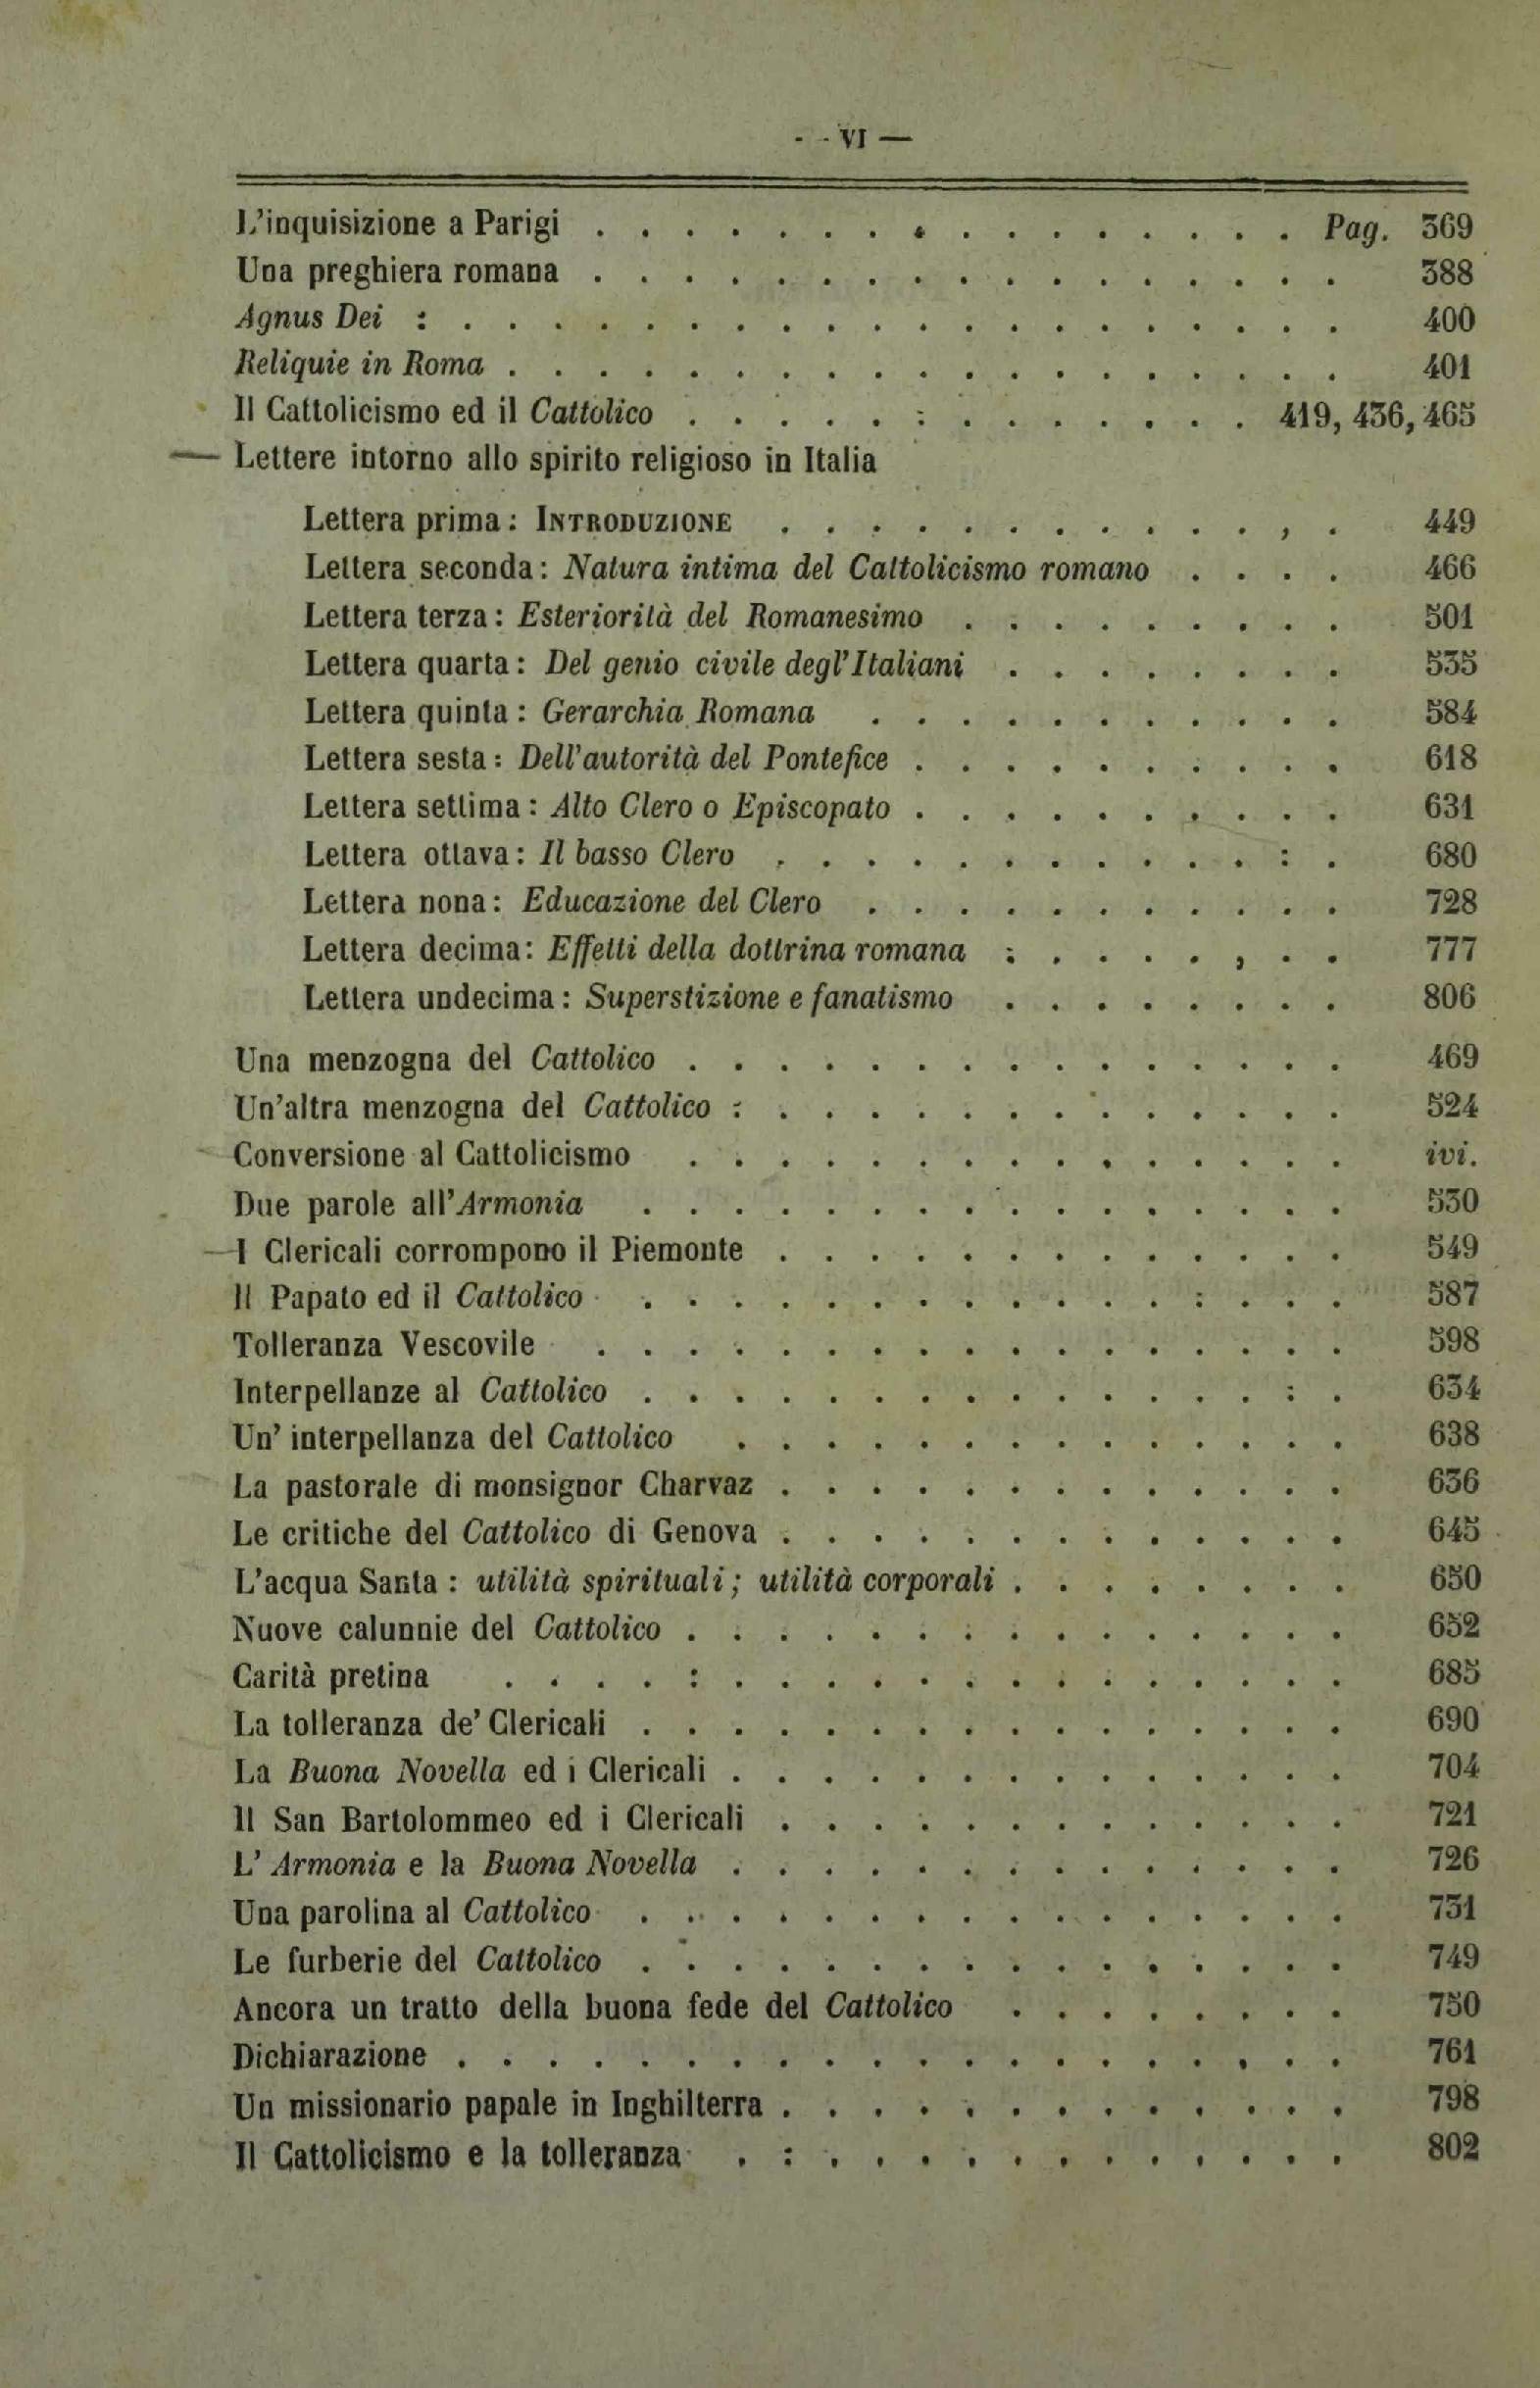 - - VI —
L'inquisizione a Parigi . . . . . . . . . . . . . . . . Pag. 369
Una preghiera romana . . . . . . . . . . . . . . . . . 388
Agnus Dei : . . . . . . . . . . . . . . . . . . . . 400
Reliquie in Roma . . . . . . . . . . . . . . . . . . . 401
Il Cattolicismo ed il Cattolico . . . . . : . . . . . . . 419, 436, 465
— Lettere intorno allo spirito religioso in Italia
Lettera prima : INTRODUZIONE . . . . . . . . . . . , . 449
Lettera seconda : Natura intima del Cattolicismo romano . . . . 466
Lettera terza : Esteriorità del Romanesimo . . . . . . . . . 501
Lettera quarta : Del genio civile degl'Italiani . . . . . . . . 535
Lettera quinta : Gerarchia Romana . . . . . . . . . . . 584
Lettera sesta : Dell'autorità del Pontefice . . . . . . . . . . 618
Lettera settima : Alto Clero o Episcopato . . . . . . . . . . 631
Lettera ottava : Il basso Clero . . . . . . . . . . . : . 680
Lettera nona : Educazione del Clero . . . . . . . . . . . 728
Lettera decima : Effetti della dottrina romana : . . . . , . . 777
Lettera undecima : Superstizione e fanatismo . . . . . . . . 806
Una menzogna del Cattolico . . . . . . . . . . . . . . . 469
Un'altra menzogna del Cattolico : . . . . . . . . . . . . . 524
Conversione al Cattolicismo . . . . . . . . . . . . . . . ivi.
Due parole all'Armonia . . . . . . . . . . . . . . . . 530
— I Clericali corrompono il Piemonte . . . . . . . . . . . . . 549
Il Papato ed il Cattolico . . . . . . . . . . . . : . . . 587
Tolleranza Vescovile . . . . . . . . . . . . . . . . . 598
Interpellanze al Cattolico . . . . . . . . . . . . . . : . 634
Un' interpellanza del Cattolico . . . . . . . . . . . . . . 638
La pastorale di monsignor Charvaz . . . . . . . . . . . . . 636
Le critiche del Cattolico di Genova . . . . . . . . . . . . . 645
L'acqua Santa : utilità spirituali ; utilità corporali . . . . . . . . 650
Nuove calunnie del Cattolico . . . . . . . . . . . . . . . 652
Carità pretina . . . . : . . . . . . . . . . . . . . 685
La tolleranza de' Clericali . . . . . . . . . . . . . . . . 690
La Buona Novella ed i Clericali . . . . . . . . . . . . . . 704
Il San Bartolommeo ed i Clericali . . . . . . . . . . . . . 721
L' Armonia e la Buona Novella . . . . . . . . . . . . . . 726
Una parolina al Cattolico . . . . . . . . . . . . . . . . 731
Le furberie del Cattolico . . . . . . . . . . . . . . . . 749
Ancora un tratto della buona fede del Cattolico . . . . . . . . 750
Dichiarazione . . . . . . . . . . . . . . . . . . . . 761
Un missionario papale in Inghilterra . . . . . . . . . . . . . 798
Il Cattolicismo e la tolleranza . : . . . . . . . . . . . . 802